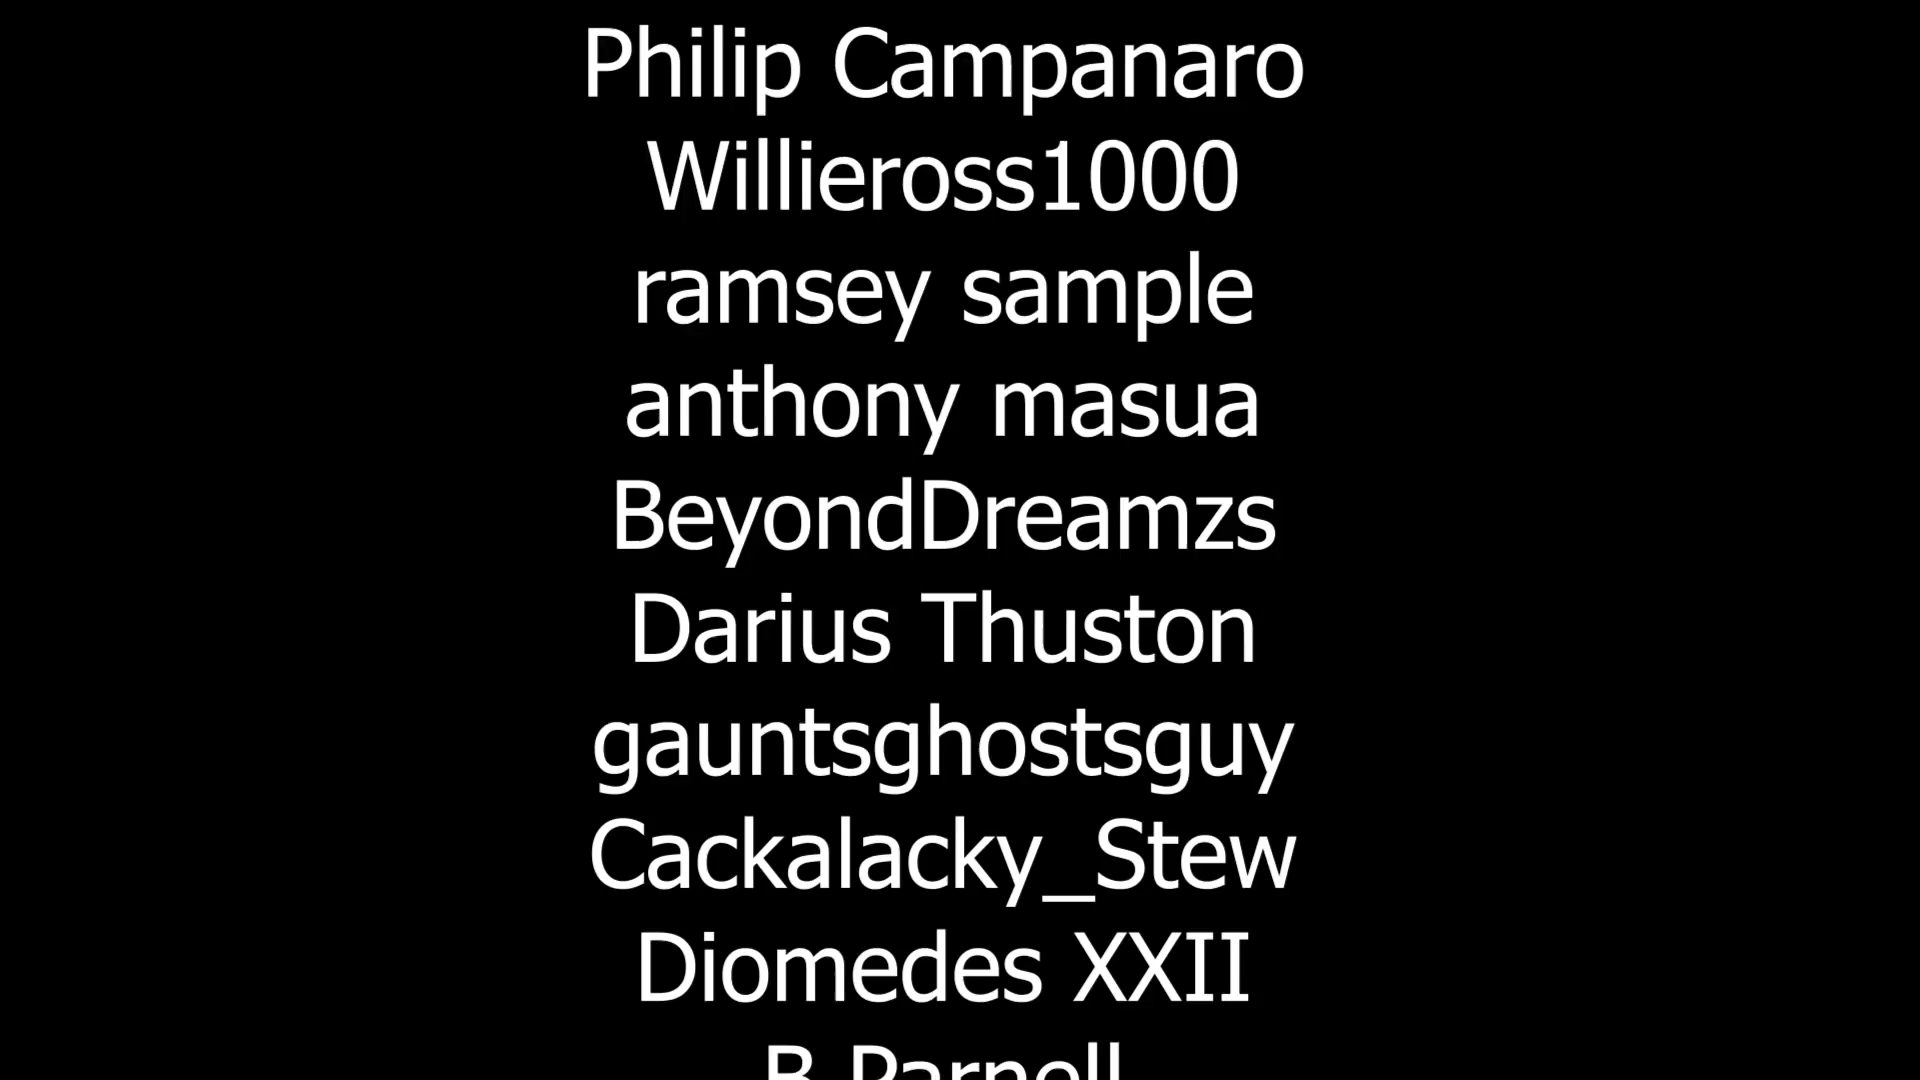 Philip Campanaro
Willieross1000
ramsey sample
anthony masua
BeyondDreamzs
Darius Thuston
gauntsghostsguy
Cackalacky_Stew
Diomedes XXII
B Parnell